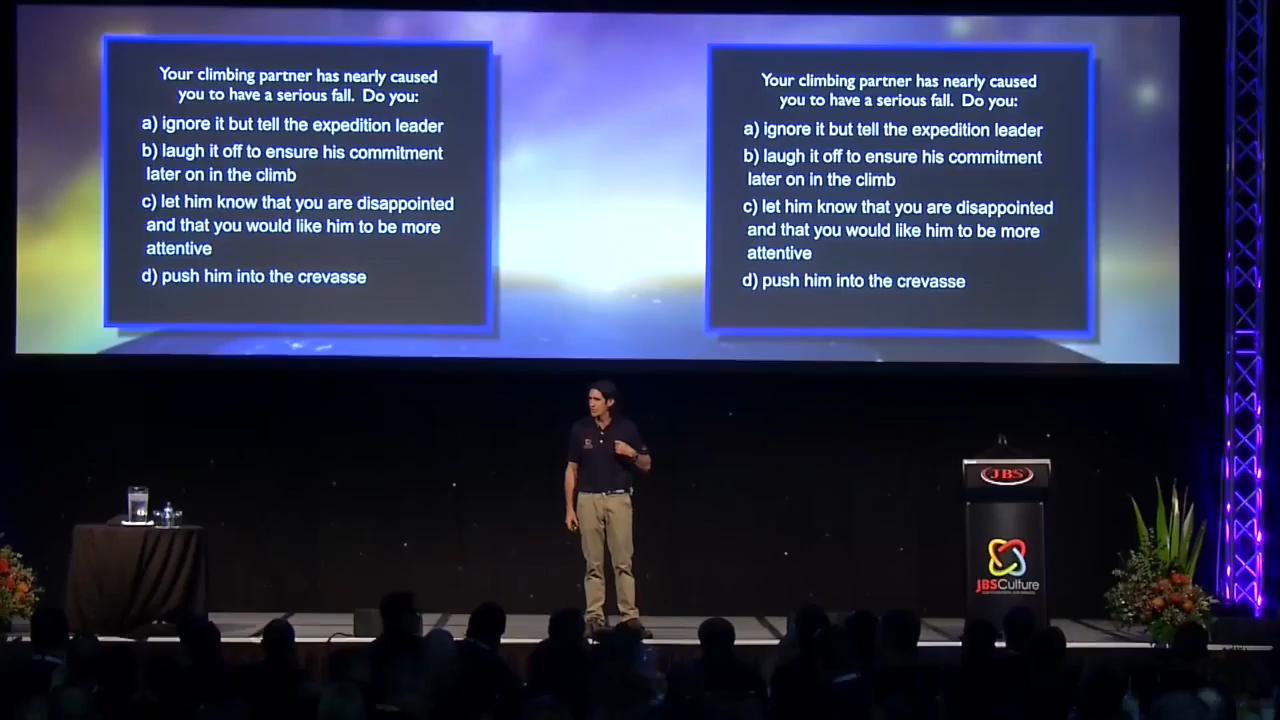 Your climbing partner has nearly caused
you to have a serious fall. Do you:
a) ignore it but tell the expedition leader
b) laugh it off to ensure his commitment
later on in the climb
c) let him know that you are disappointed
and that you would like him to be more
attentive
d) push him into the crevasse
Your climbing partner has nearly caused
you to have a serious fall. Do you:
a) ignore it but tell the expedition leader
b) laugh it off to ensure his commitment
later on in the climb
c) let him know that you are disappointed
and that you would like him to be more
attentive
d) push him into the crevasse
JBS
JBSCulture